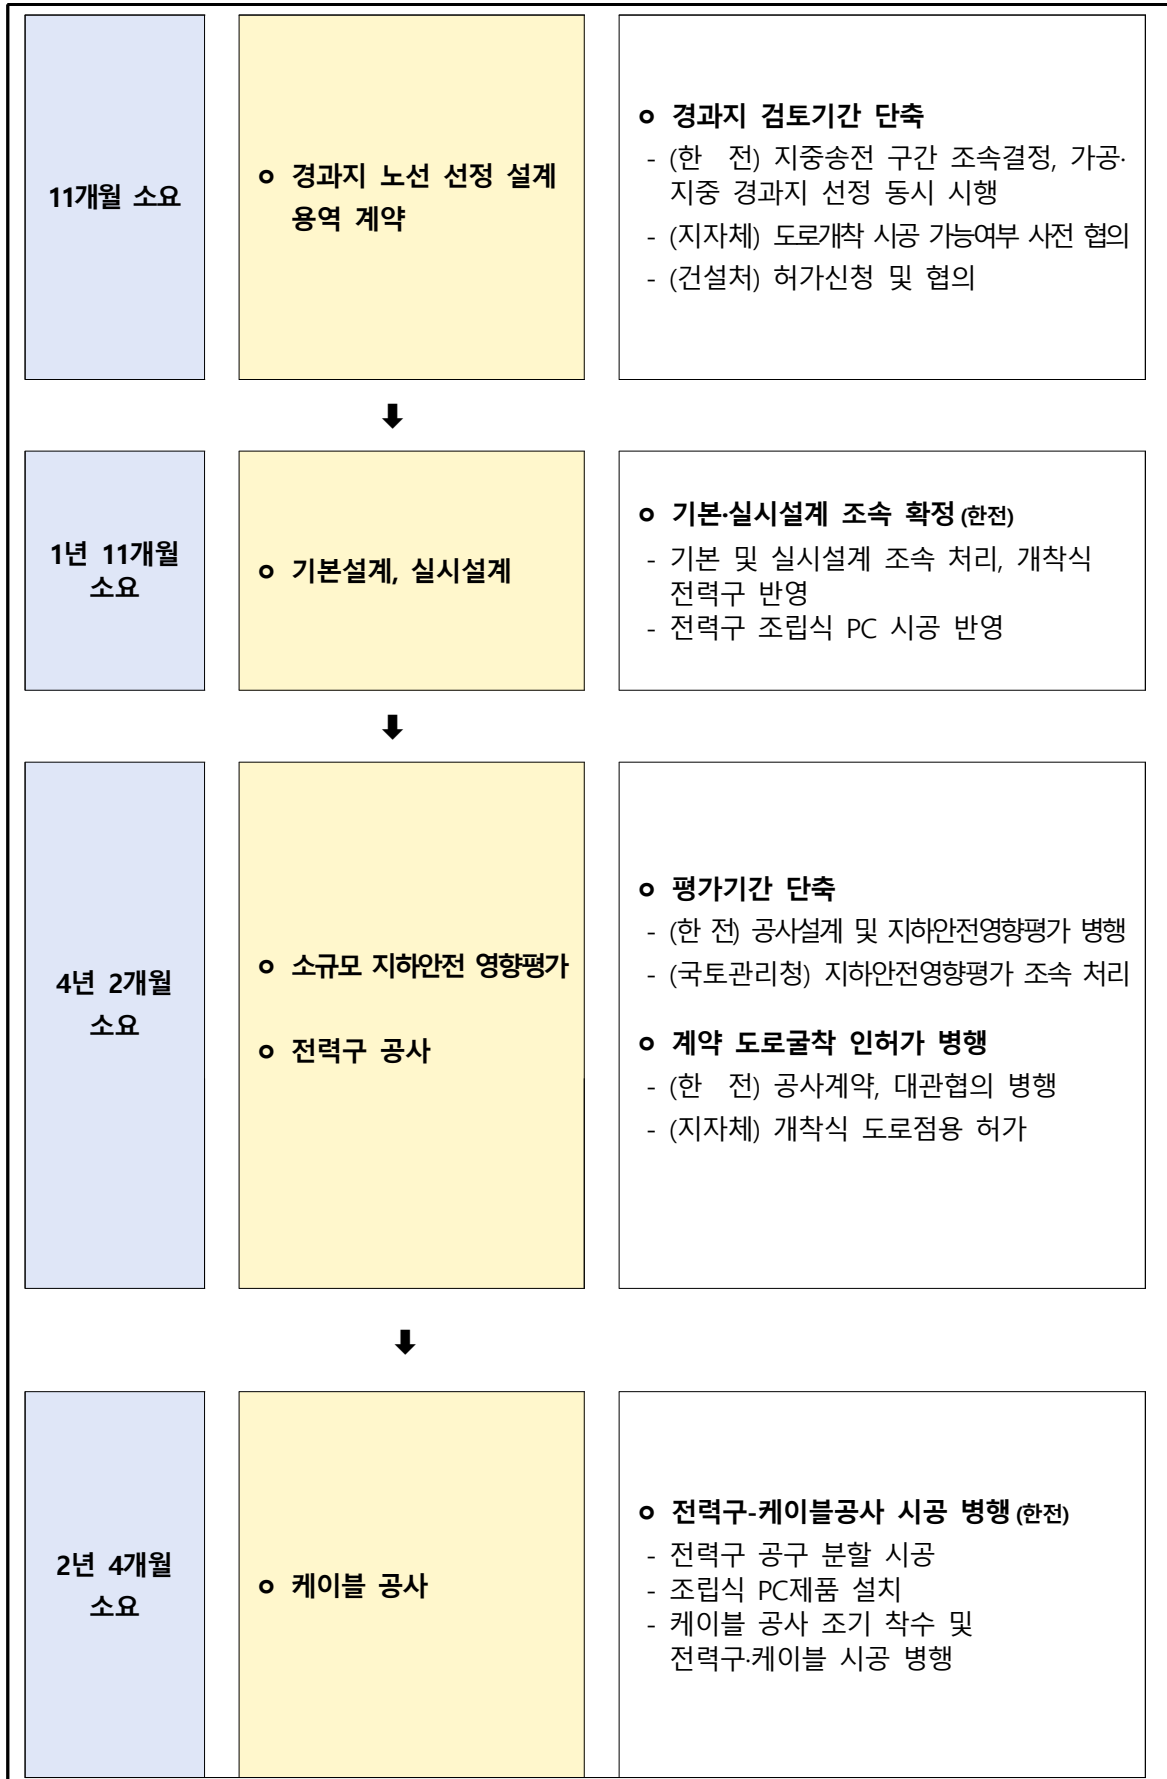 11개월 소요
ㅇ 경과지 노선 선정 설계
용역 계약
ㅇ 경과지 검토기간 단축
- (한 전) 지중송전 구간 조속결정, 가공·
지중 경과지 선정 동시 시행
- (지자체) 도로개착 시공 가능여부 사전 협의
- (건설처) 허가신청 및 협의
⬇
1년 11개월
소요
ㅇ 기본설계, 실시설계
ㅇ 기본·실시설계 조속 확정(한전)
- 기본 및 실시설계 조속 처리, 개착식
전력구 반영
- 전력구 조립식 PC 시공 반영
⬇
4년 2개월
소요
ㅇ 소규모 지하안전 영향평가
ㅇ 전력구 공사
ㅇ 평가기간 단축
- (한 전) 공사설계 및 지하안전영향평가 병행
- (국토관리청) 지하안전영향평가 조속 처리
ㅇ 계약 도로굴착 인허가 병행
- (한 전) 공사계약, 대관협의 병행
- (지자체) 개착식 도로점용 허가
⬇
2년 4개월
소요
ㅇ 케이블 공사
ㅇ 전력구-케이블공사 시공 병행(한전)
- 전력구 공구 분할 시공
- 조립식 PC제품 설치
- 케이블 공사 조기 착수 및
전력구·케이블 시공 병행